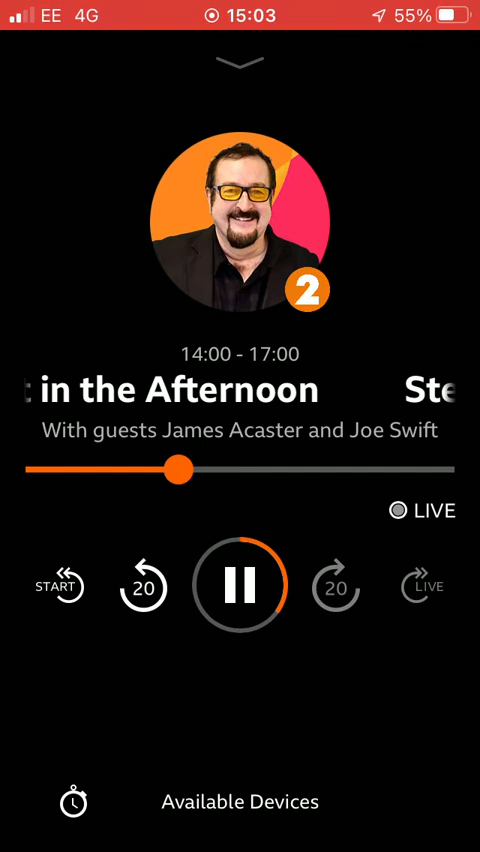 EE 4G 15:03 55%
2
14:00 - 17:00
in the Afternoon Ste
With guests James Acaster and Joe Swift
LIVE
START 20 20 LIVE
Available Devices